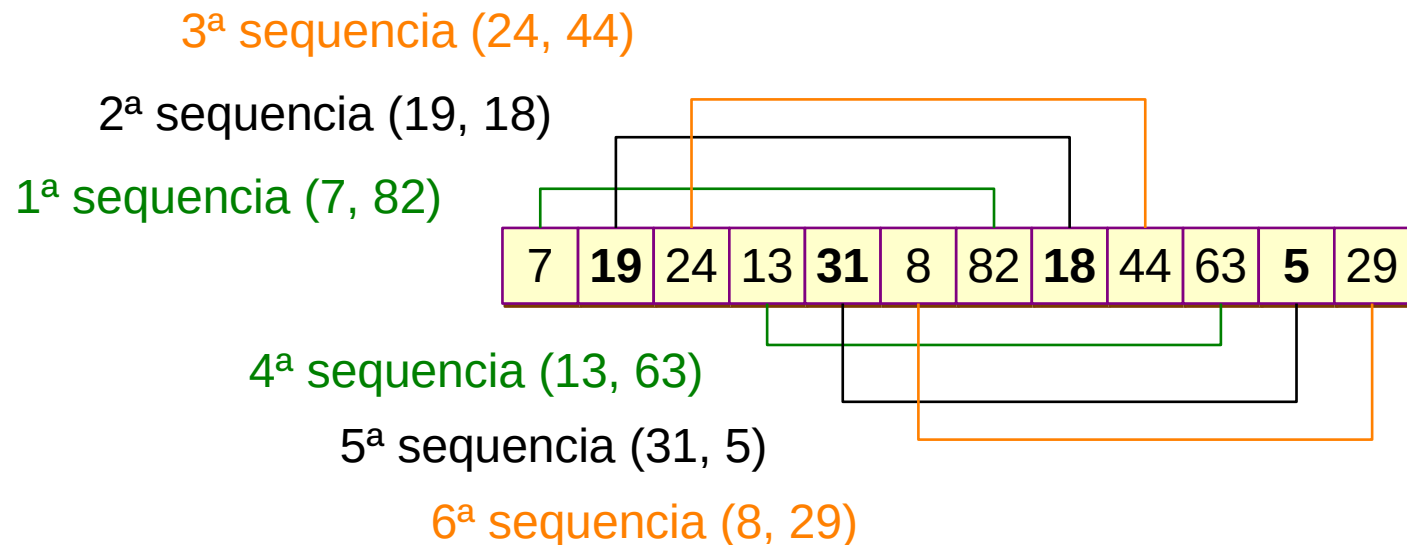 3ª sequencia (24, 44)
2ª sequencia (19, 18)
1ª sequencia (7, 82)
7 19 24 13 31 8 82 18 44 63 5 29
4ª sequencia (13, 63)
5ª sequencia (31, 5)
6ª sequencia (8, 29)